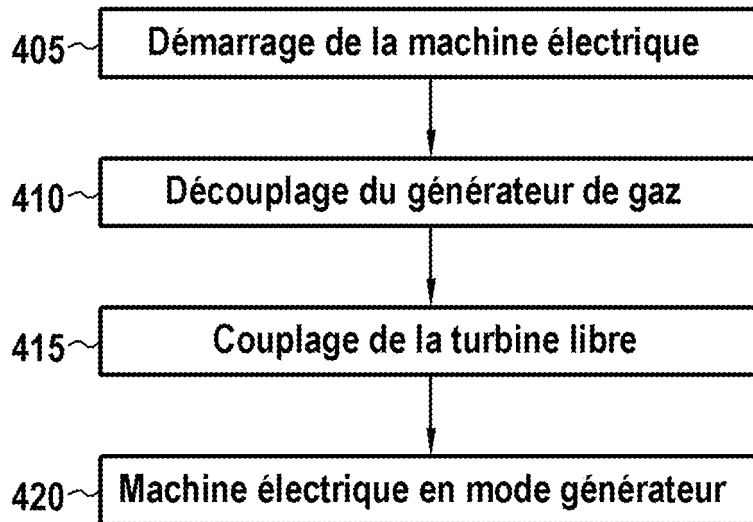 405 Démarrage de la machine électrique
410 Découplage du générateur de gaz
415 Couplage de la turbine libre
420 Machine électrique en mode générateur